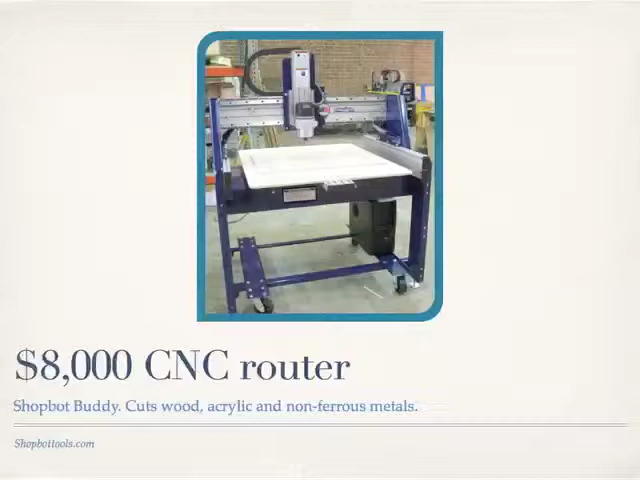 $8,000 CNC router
Shopbot Buddy. Cuts wood, acrylic and non-ferrous metals.
Shopbottools.com